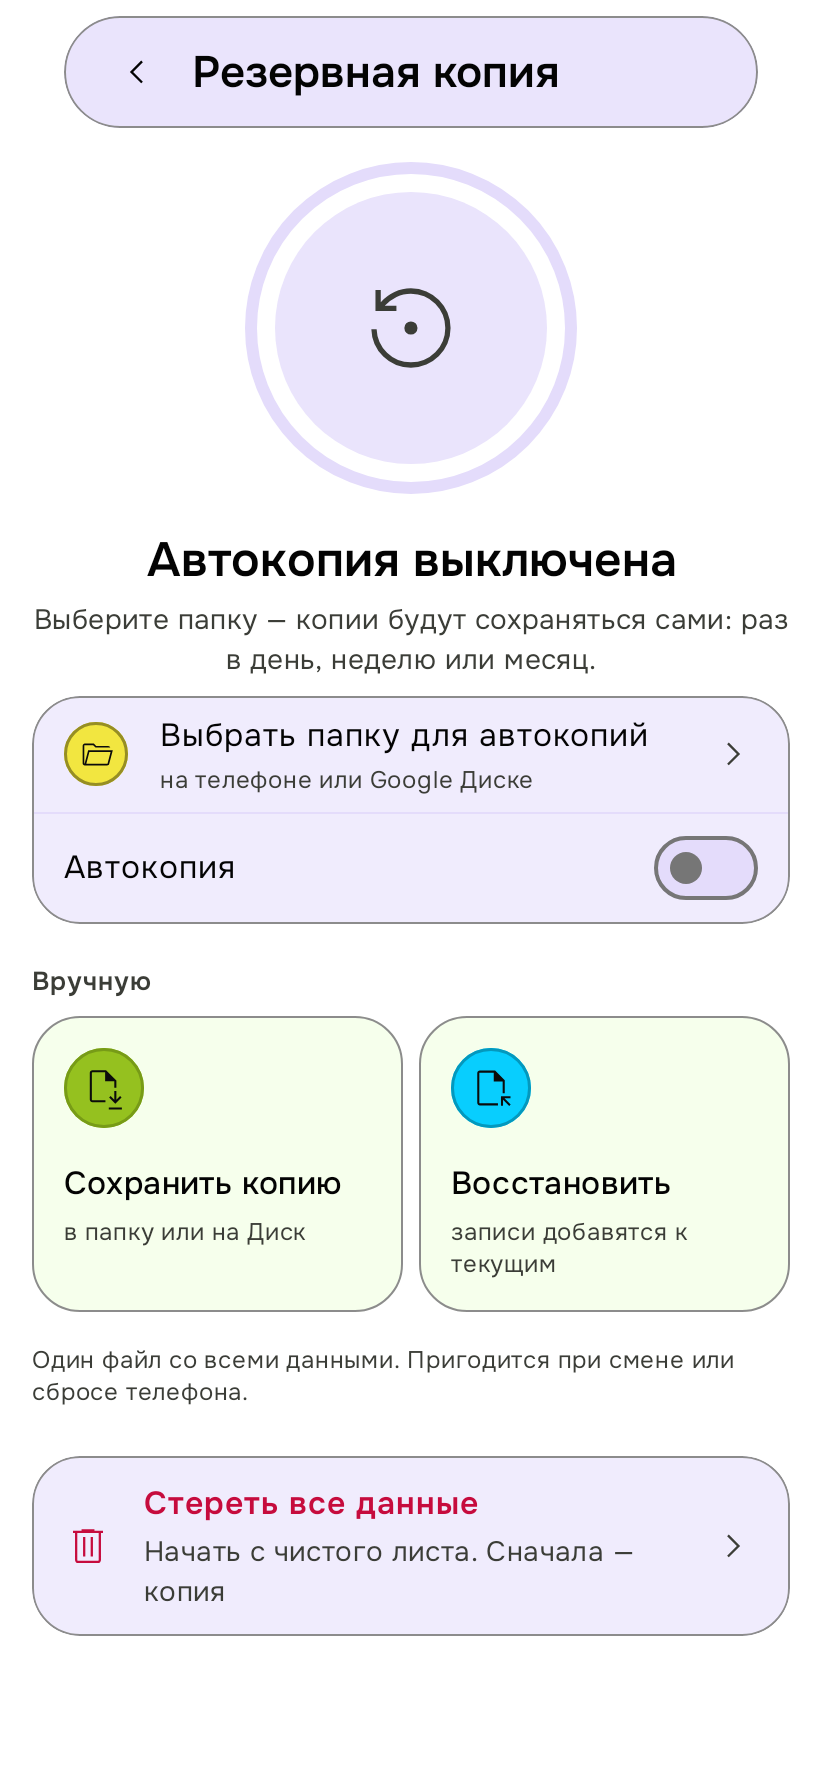 Резервная копия
Автокопия выключена
Выберите папку — копии будут сохраняться сами: раз
в день, неделю или месяц.
Выбрать папку для автокопий
на телефоне или Google Диске
Автокопия
Вручную
Сохранить копию
в папку или на Диск
Восстановить
записи добавятся к
текущим
Один файл со всеми данными. Пригодится при смене или
сбросе телефона.
Стереть все данные
Начать с чистого листа. Сначала —
копия